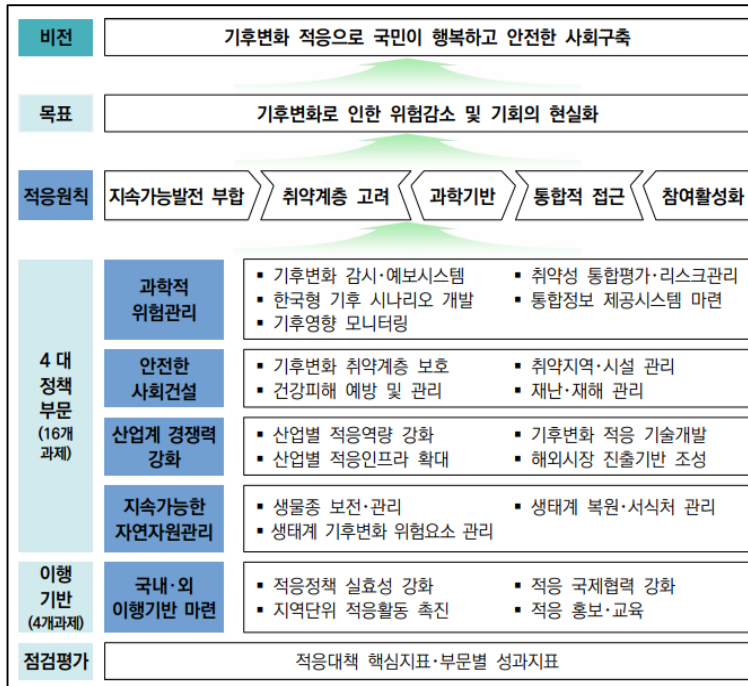 비전
기후변화 적응으로 국민이 행복하고 안전한 사회구축
목표
기후변화로 인한 위험감소 및 기회의 현실화
적응원칙
지속가능발전 부합
취약계층 고려
과학기반
통합적 접근
참여활성화
4 대
정책
부문
(16개
과제)
과학적
위험관리
▪ 기후변화 감시·예보시스템
▪ 한국형 기후 시나리오 개발
▪ 기후영향 모니터링
▪ 취약성 통합평가·리스크관리
▪ 통합정보 제공시스템 마련
안전한
사회건설
▪ 기후변화 취약계층 보호
▪ 건강피해 예방 및 관리
▪ 취약지역·시설 관리
▪ 재난·재해 관리
산업계 경쟁력
강화
▪ 산업별 적응역량 강화
▪ 산업별 적응인프라 확대
▪ 기후변화 적응 기술개발
▪ 해외시장 진출기반 조성
지속가능한
자연자원관리
▪ 생물종 보전·관리
▪ 생태계 기후변화 위험요소 관리
▪ 생태계 복원·서식처 관리
이행
기반
(4개과제)
국내·외
이행기반 마련
▪ 적응정책 실효성 강화
▪ 지역단위 적응활동 촉진
▪ 적응 국제협력 강화
▪ 적응 홍보·교육
점검평가
적응대책 핵심지표·부문별 성과지표